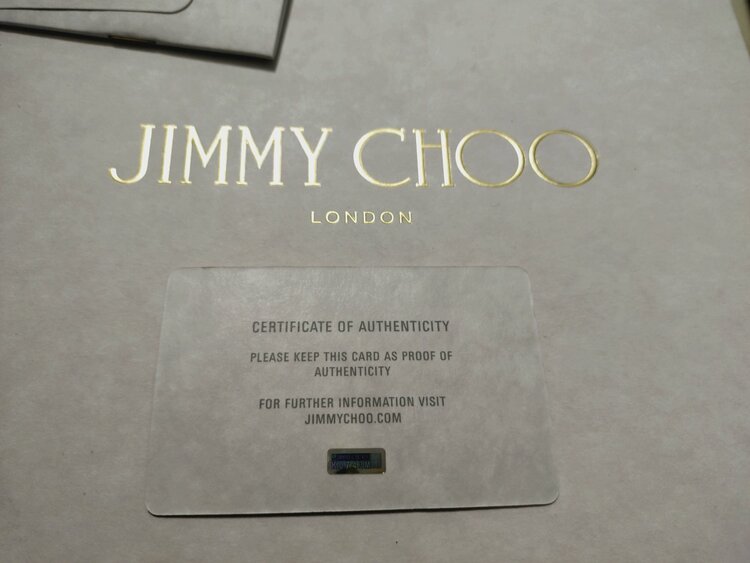 JIMMY CHOO
LONDON
CERTIFICATE OF AUTHENTICITY
PLEASE KEEP THIS CARD AS PROOF OF
AUTHENTICITY
FOR FURTHER INFORMATION VISIT
JIMMYCHOO.COM